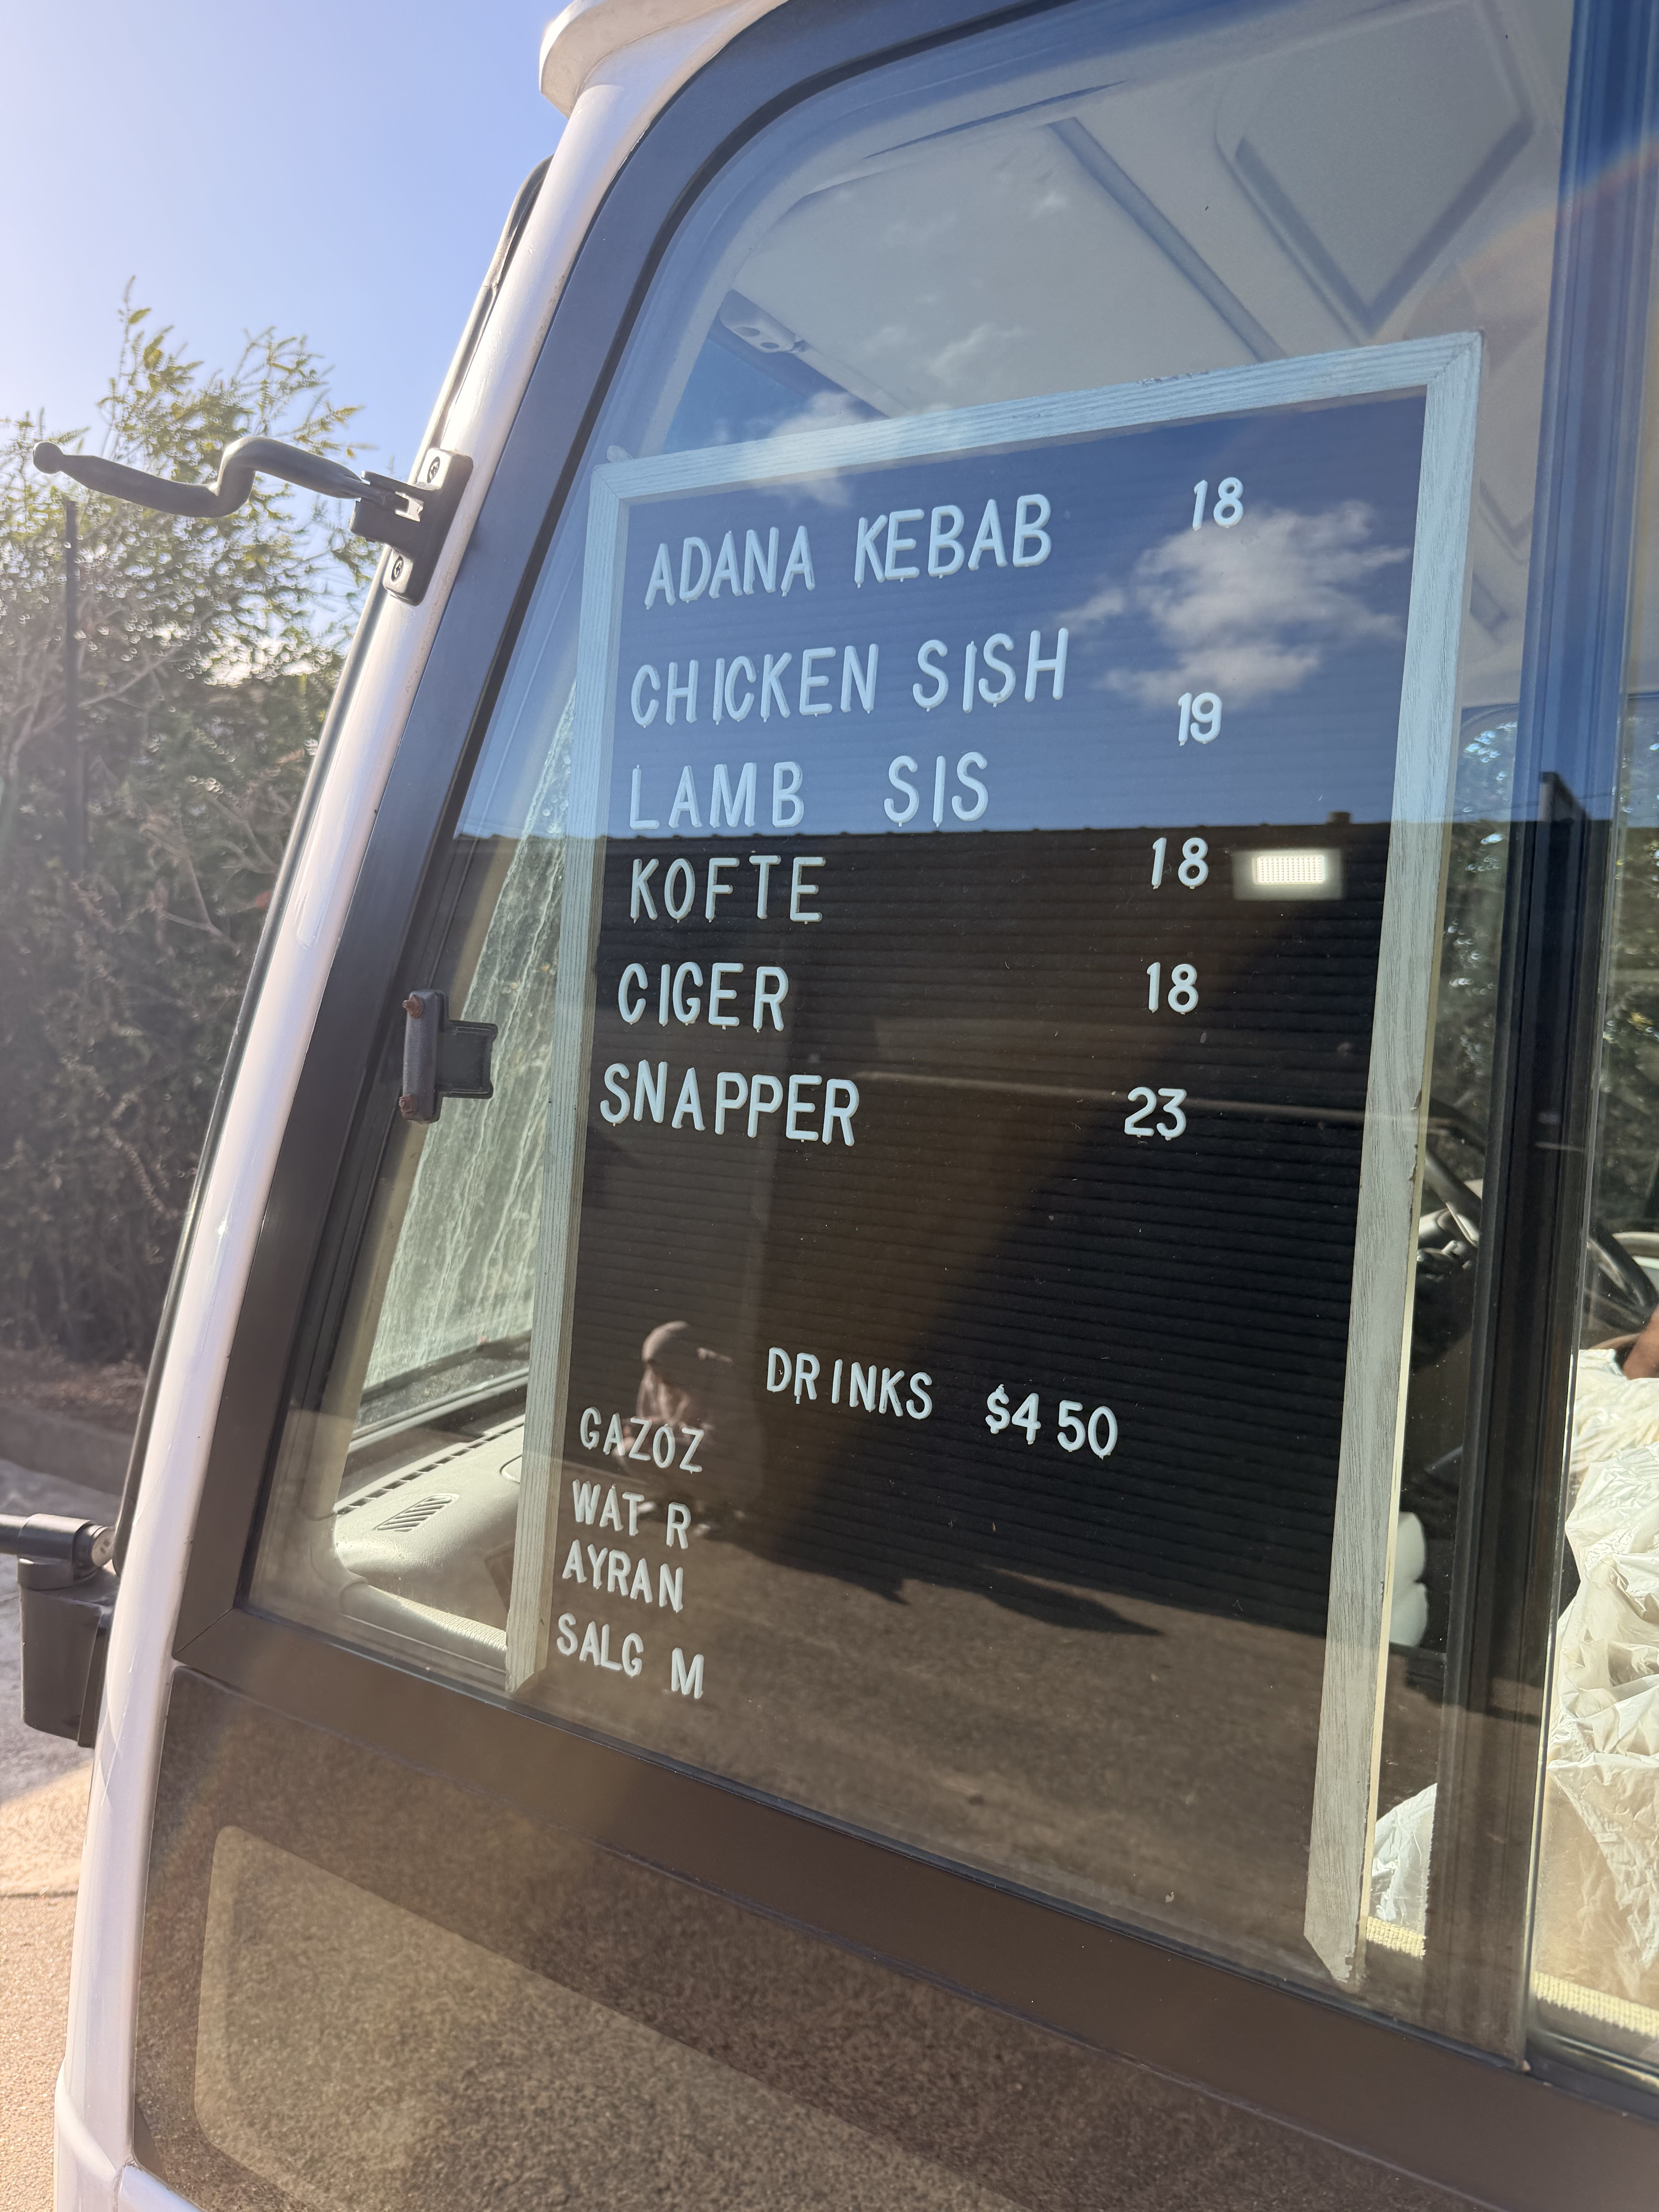 ADANA KEBAB 18
CHICKEN SISH
19
LAMB SIS
KOFTE 18
CIGER 18
SNAPPER 23
DRINKS $4 50
GAZOZ
WAT R
AYRAN
SALG M